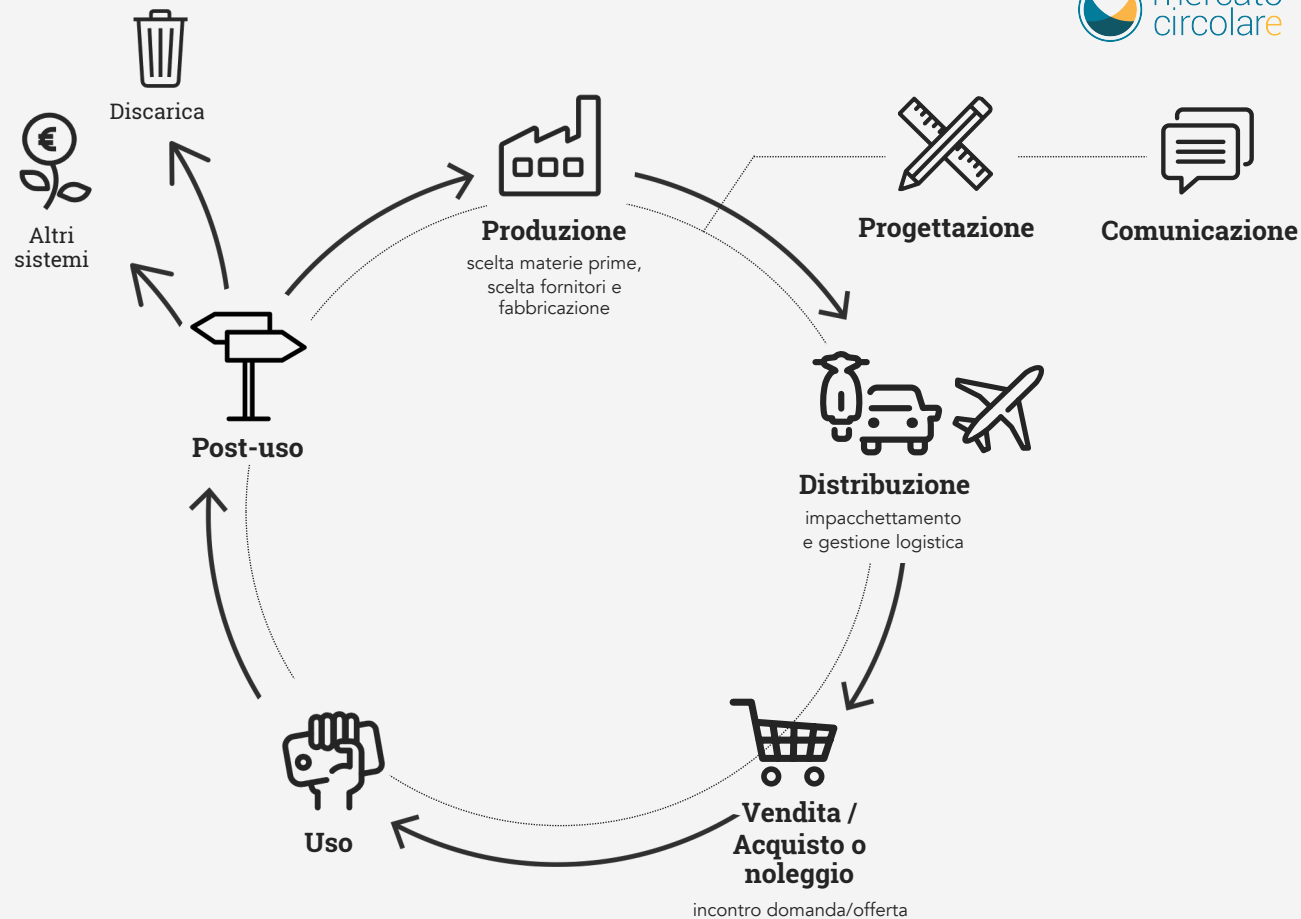 mercato
circolare
Discarica
€
Altri
sistemi
Produzione
scelta materie prime,
scelta fornitori e
fabbricazione
Progettazione
Comunicazione
Post-uso
Distribuzione
impacchettamento
e gestione logistica
Uso
Vendita /
Acquisto o
noleggio
incontro domanda/offerta